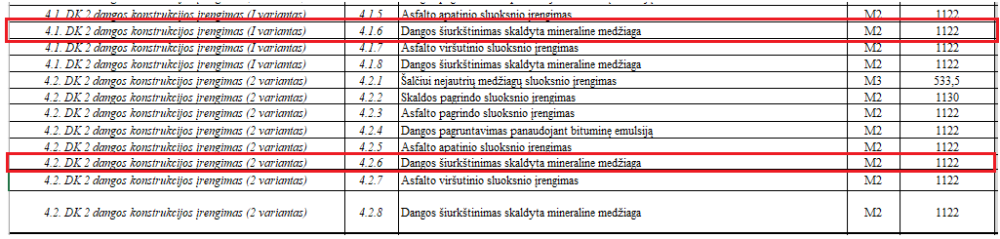 4.1. DK 2 dangos konstrukcijos įrengimas (I variantas) 4.1.5 Asfalto apatinio sluoksnio įrengimas M2 1122
4.1. DK 2 dangos konstrukcijos įrengimas (I variantas) 4.1.6 Dangos šiurkštinimas skaldyta mineraline medžiaga M2 1122
4.1. DK 2 dangos konstrukcijos įrengimas (I variantas) 4.1.7 Asfalto viršutinio sluoksnio įrengimas M2 1122
4.1. DK 2 dangos konstrukcijos įrengimas (I variantas) 4.1.8 Dangos šiurkštinimas skaldyta mineraline medžiaga M2 1122
4.2. DK 2 dangos konstrukcijos įrengimas (2 variantas) 4.2.1 Šalčiui nejautrių medžiagų sluoksnio įrengimas M3 533,5
4.2. DK 2 dangos konstrukcijos įrengimas (2 variantas) 4.2.2 Skaldos pagrindo sluoksnio įrengimas M2 1130
4.2. DK 2 dangos konstrukcijos įrengimas (2 variantas) 4.2.3 Asfalto pagrindo sluoksnio įrengimas M2 1122
4.2. DK 2 dangos konstrukcijos įrengimas (2 variantas) 4.2.4 Dangos pagruntavimas panaudojant bituminę emulsiją M2 1122
4.2. DK 2 dangos konstrukcijos įrengimas (2 variantas) 4.2.5 Asfalto apatinio sluoksnio įrengimas M2 1122
4.2. DK 2 dangos konstrukcijos įrengimas (2 variantas) 4.2.6 Dangos šiurkštinimas skaldyta mineraline medžiaga M2 1122
4.2. DK 2 dangos konstrukcijos įrengimas (2 variantas) 4.2.7 Asfalto viršutinio sluoksnio įrengimas M2 1122
4.2. DK 2 dangos konstrukcijos įrengimas (2 variantas) 4.2.8 Dangos šiurkštinimas skaldyta mineraline medžiaga M2 1122